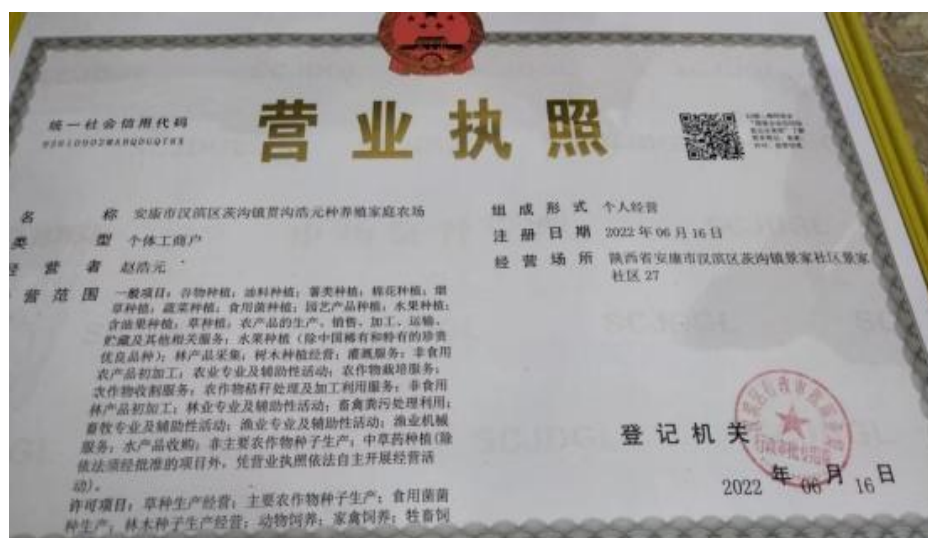 营业执照
统一社会信用代码
名 称 安康市汉滨区茨沟镇贯沟浩元种养殖家庭农场
类 型 个体工商户
经 营 者 赵浩元
营 范 围 一般项目：谷物种植；油料种植；薯类种植；棉花种植；烟
草种植；蔬菜种植；食用菌种植；园艺产品种植；水果种植；
含油果种植；草种植；农产品的生产、销售、加工、运输、
贮藏及其他相关服务；水果种植（除中国稀有和特有的珍贵
优良品种）；林产品采集；树木种植经营；灌溉服务；非食用
农产品初加工；农业专业及辅助性活动；农作物栽培服务；
农作物收割服务；农作物秸秆处理及加工利用服务；非食用
林产品初加工；林业专业及辅助性活动；畜禽粪污处理利用；
畜牧专业及辅助性活动；渔业专业及辅助性活动；渔业机械
服务；水产品收购；非主要农作物种子生产；中草药种植(除
依法须经批准的项目外，凭营业执照依法自主开展经营活
动)。
许可项目：草种生产经营；主要农作物种子生产；食用菌菌
种生产；林木种子生产经营；动物饲养；家禽饲养；牲畜饲
组 成 形 式 个人经营
注 册 日 期 2022 年 06 月 16 日
经 营 场 所 陕西省安康市汉滨区茨沟镇景家社区景家
社区 27
登 记 机 关
2022 年 06 月 16 日